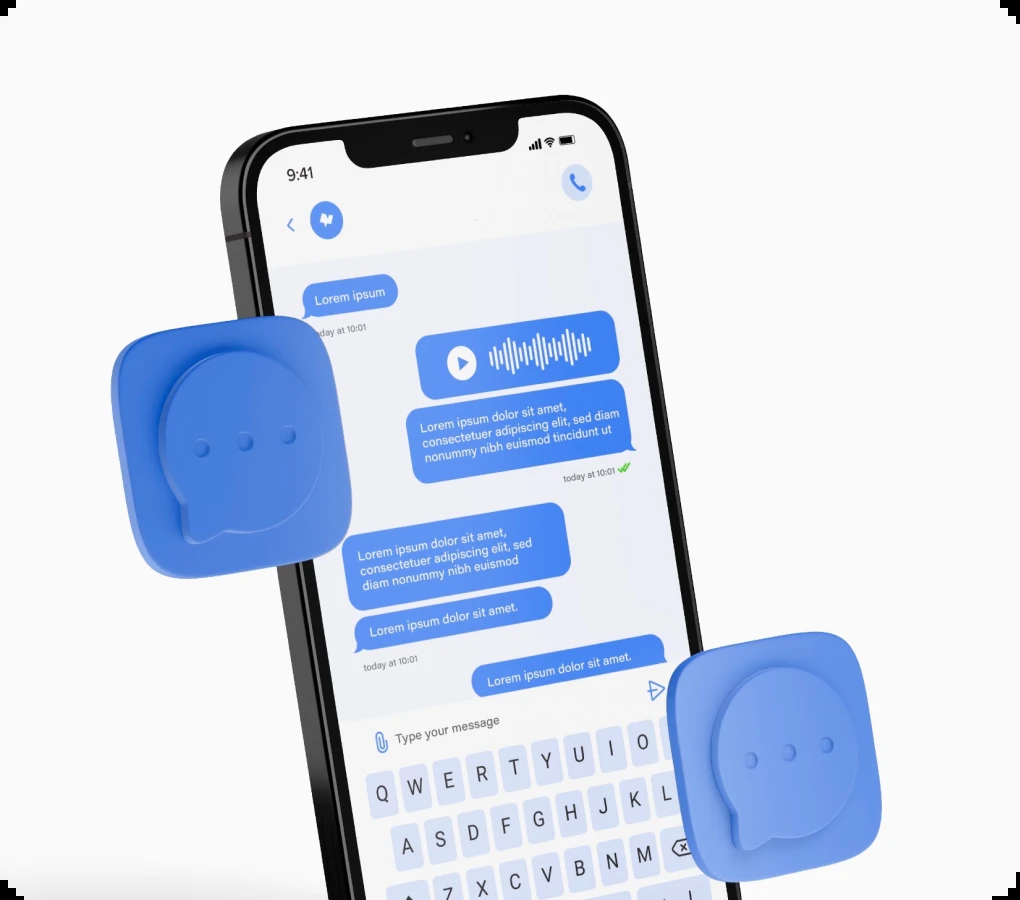 9:41
Lorem ipsum
day at 10:01
Lorem ipsum dolor sit amet,
consectetuer adipiscing elit, sed diam
nonummy nibh euismod tincidunt ut
today at 10:01
Lorem ipsum dolor sit amet,
consectetuer adipiscing elit, sed
diam nonummy nibh euismod
Lorem ipsum dolor sit amet.
today at 10:01
Lorem ipsum dolor sit amet.
Type your message
Q W E R T Y U I O
A S D F G H J K L
Z X C V B N M